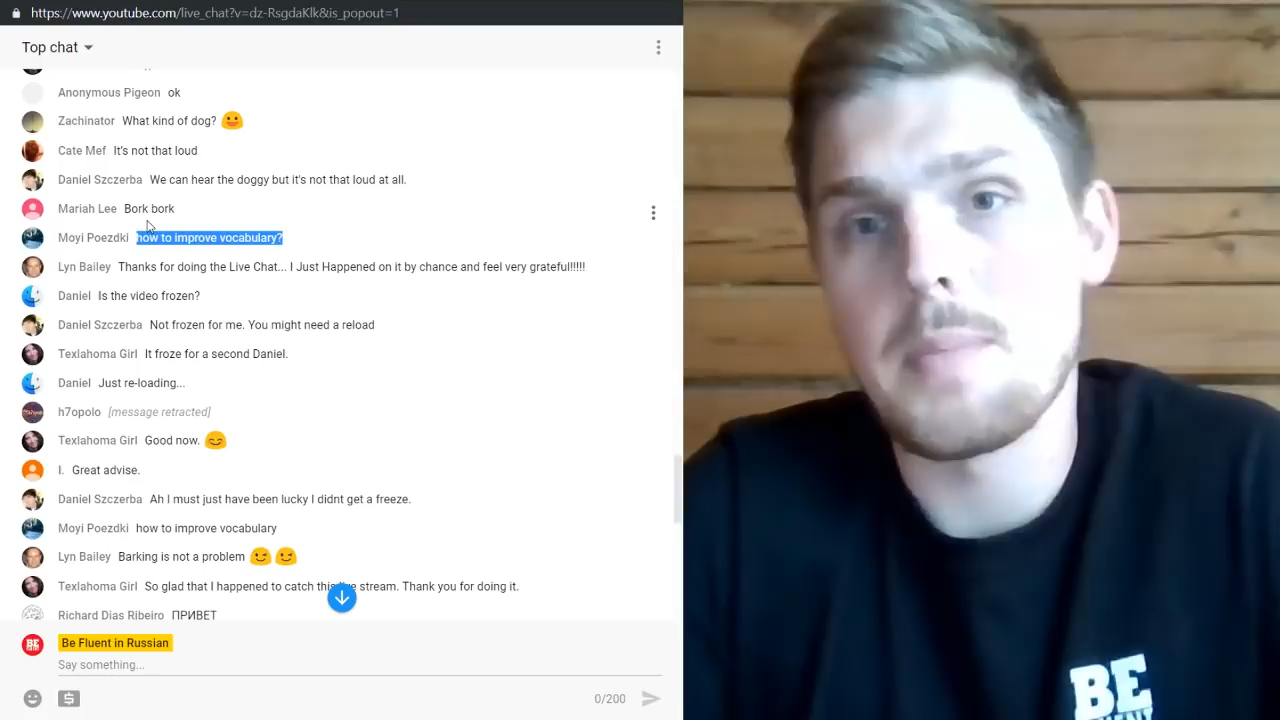 https://www.youtube.com/live_chat?v=dz-RsgdaKlk&is_popout=1
Top chat
Anonymous Pigeon ok
Zachinator What kind of dog?
Cate Mef It's not that loud
Daniel Szczerba We can hear the doggy but it's not that loud at all.
Mariah Lee Bork bork
Moyi Poezdki how to improve vocabulary?
Lyn Bailey Thanks for doing the Live Chat... I Just Happened on it by chance and feel very grateful!!!!!
Daniel Is the video frozen?
Daniel Szczerba Not frozen for me. You might need a reload
Texlahoma Girl It froze for a second Daniel.
Daniel Just re-loading...
h7opolo [message retracted]
Texlahoma Girl Good now.
I. Great advise.
Daniel Szczerba Ah I must just have been lucky I didnt get a freeze.
Moyi Poezdki how to improve vocabulary
Lyn Bailey Barking is not a problem
Texlahoma Girl So glad that I happened to catch this live stream. Thank you for doing it.
Richard Dias Ribeiro ПРИВЕТ
BE
Be Fluent in Russian
Say something...
0/200
BE